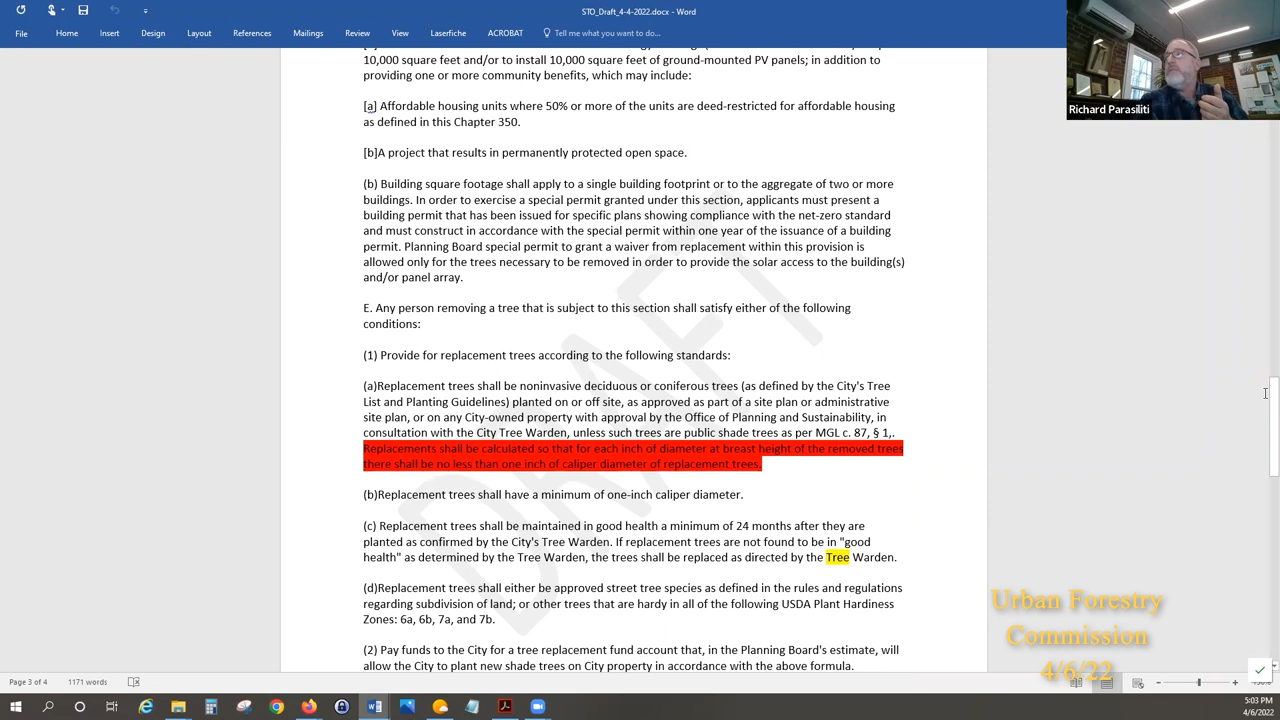 STO_Draft_4-4-2022.docx - Word
File Home Insert Design Layout References Mailings Review View Laserfiche ACROBAT Tell me what you want to do...
10,000 square feet and/or to install 10,000 square feet of ground-mounted PV panels; in addition to
providing one or more community benefits, which may include:
[a] Affordable housing units where 50% or more of the units are deed-restricted for affordable housing
as defined in this Chapter 350.
[b]A project that results in permanently protected open space.
(b) Building square footage shall apply to a single building footprint or to the aggregate of two or more
buildings. In order to exercise a special permit granted under this section, applicants must present a
building permit that has been issued for specific plans showing compliance with the net-zero standard
and must construct in accordance with the special permit within one year of the issuance of a building
permit. Planning Board special permit to grant a waiver from replacement within this provision is
allowed only for the trees necessary to be removed in order to provide the solar access to the building(s)
and/or panel array.
E. Any person removing a tree that is subject to this section shall satisfy either of the following
conditions:
(1) Provide for replacement trees according to the following standards:
(a)Replacement trees shall be noninvasive deciduous or coniferous trees (as defined by the City's Tree
List and Planting Guidelines) planted on or off site, as approved as part of a site plan or administrative
site plan, or on any City-owned property with approval by the Office of Planning and Sustainability, in
consultation with the City Tree Warden, unless such trees are public shade trees as per MGL c. 87, § 1,.
Replacements shall be calculated so that for each inch of diameter at breast height of the removed trees
there shall be no less than one inch of caliper diameter of replacement trees.
(b)Replacement trees shall have a minimum of one-inch caliper diameter.
(c) Replacement trees shall be maintained in good health a minimum of 24 months after they are
planted as confirmed by the City's Tree Warden. If replacement trees are not found to be in "good
health" as determined by the Tree Warden, the trees shall be replaced as directed by the Tree Warden.
(d)Replacement trees shall either be approved street tree species as defined in the rules and regulations
regarding subdivision of land; or other trees that are hardy in all of the following USDA Plant Hardiness
Zones: 6a, 6b, 7a, and 7b.
(2) Pay funds to the City for a tree replacement fund account that, in the Planning Board's estimate, will
allow the City to plant new shade trees on City property in accordance with the above formula.
DRAFT
Richard Parasiliti
Urban Forestry
Commission
4/6/22
Page 3 of 4 1171 words
5:03 PM
4/6/2022